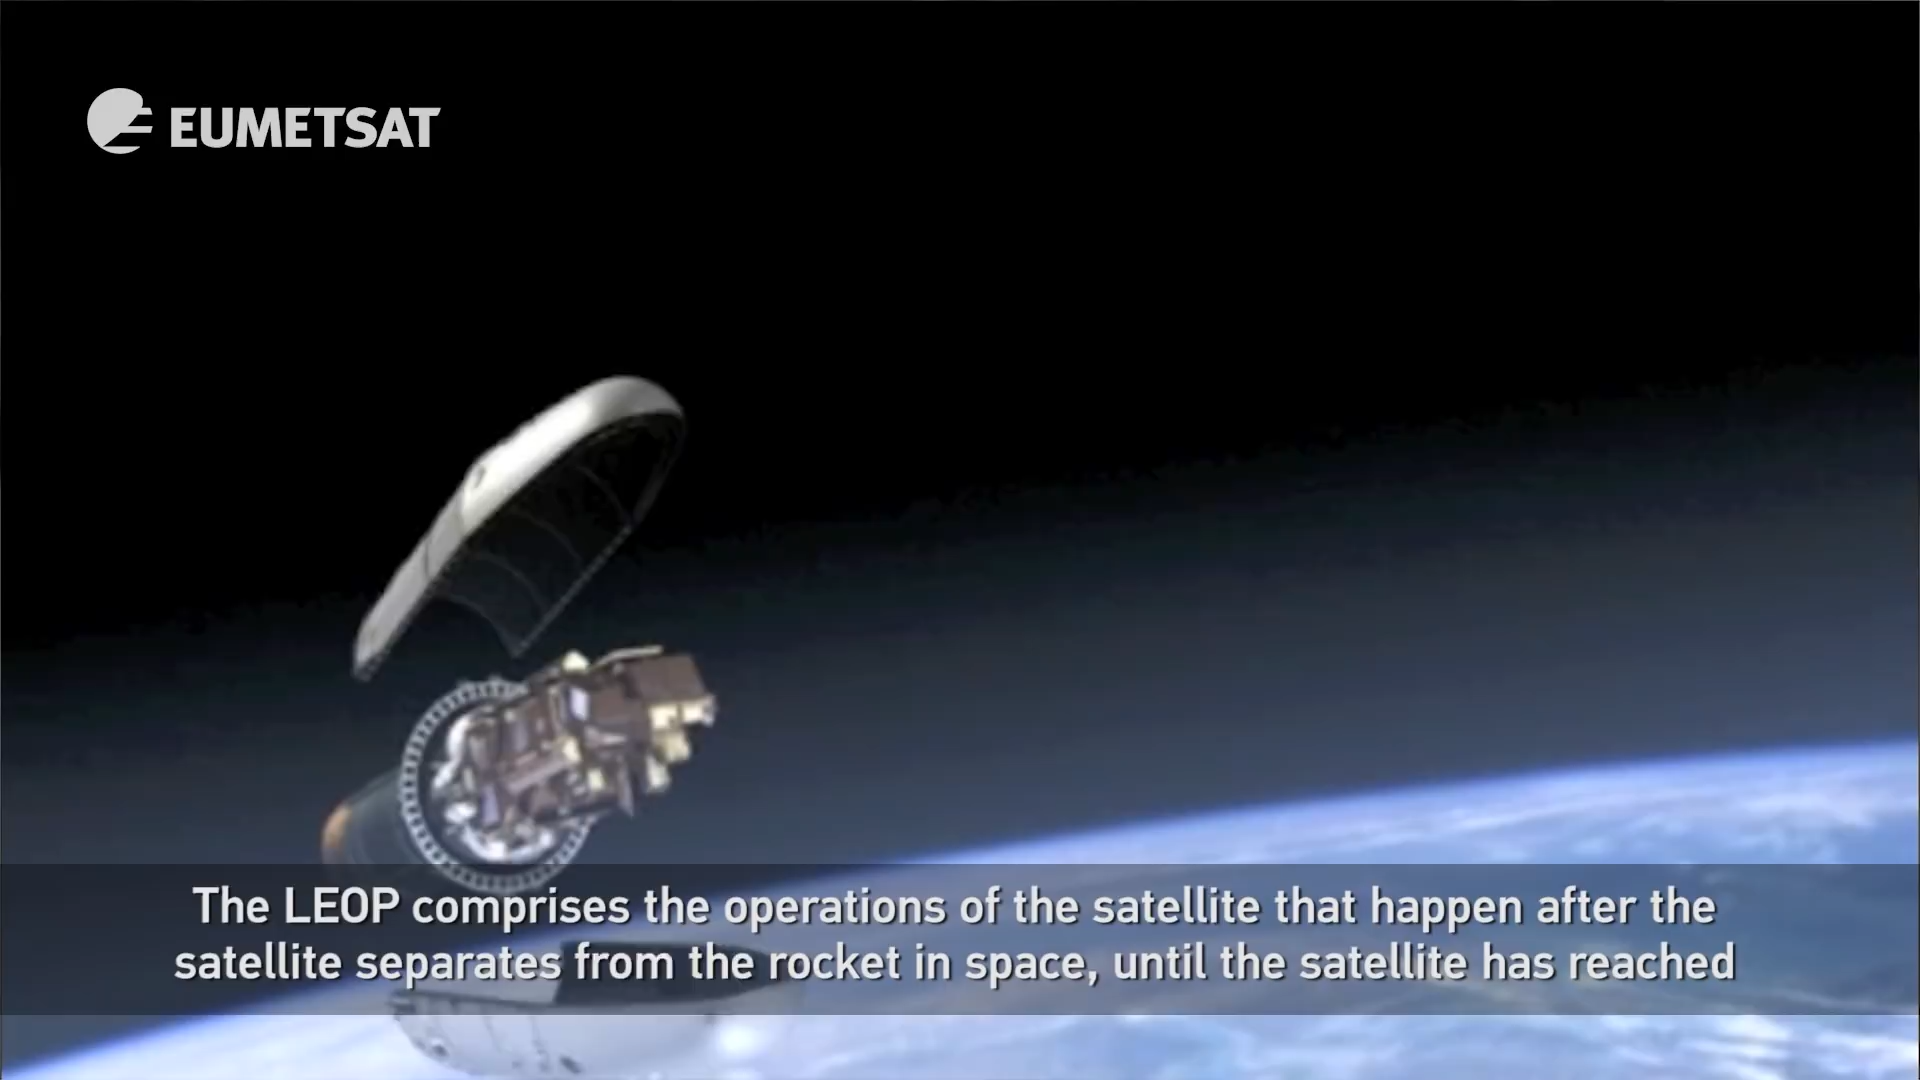 EUMETSAT
The LEOP comprises the operations of the satellite that happen after the
satellite separates from the rocket in space, until the satellite has reached